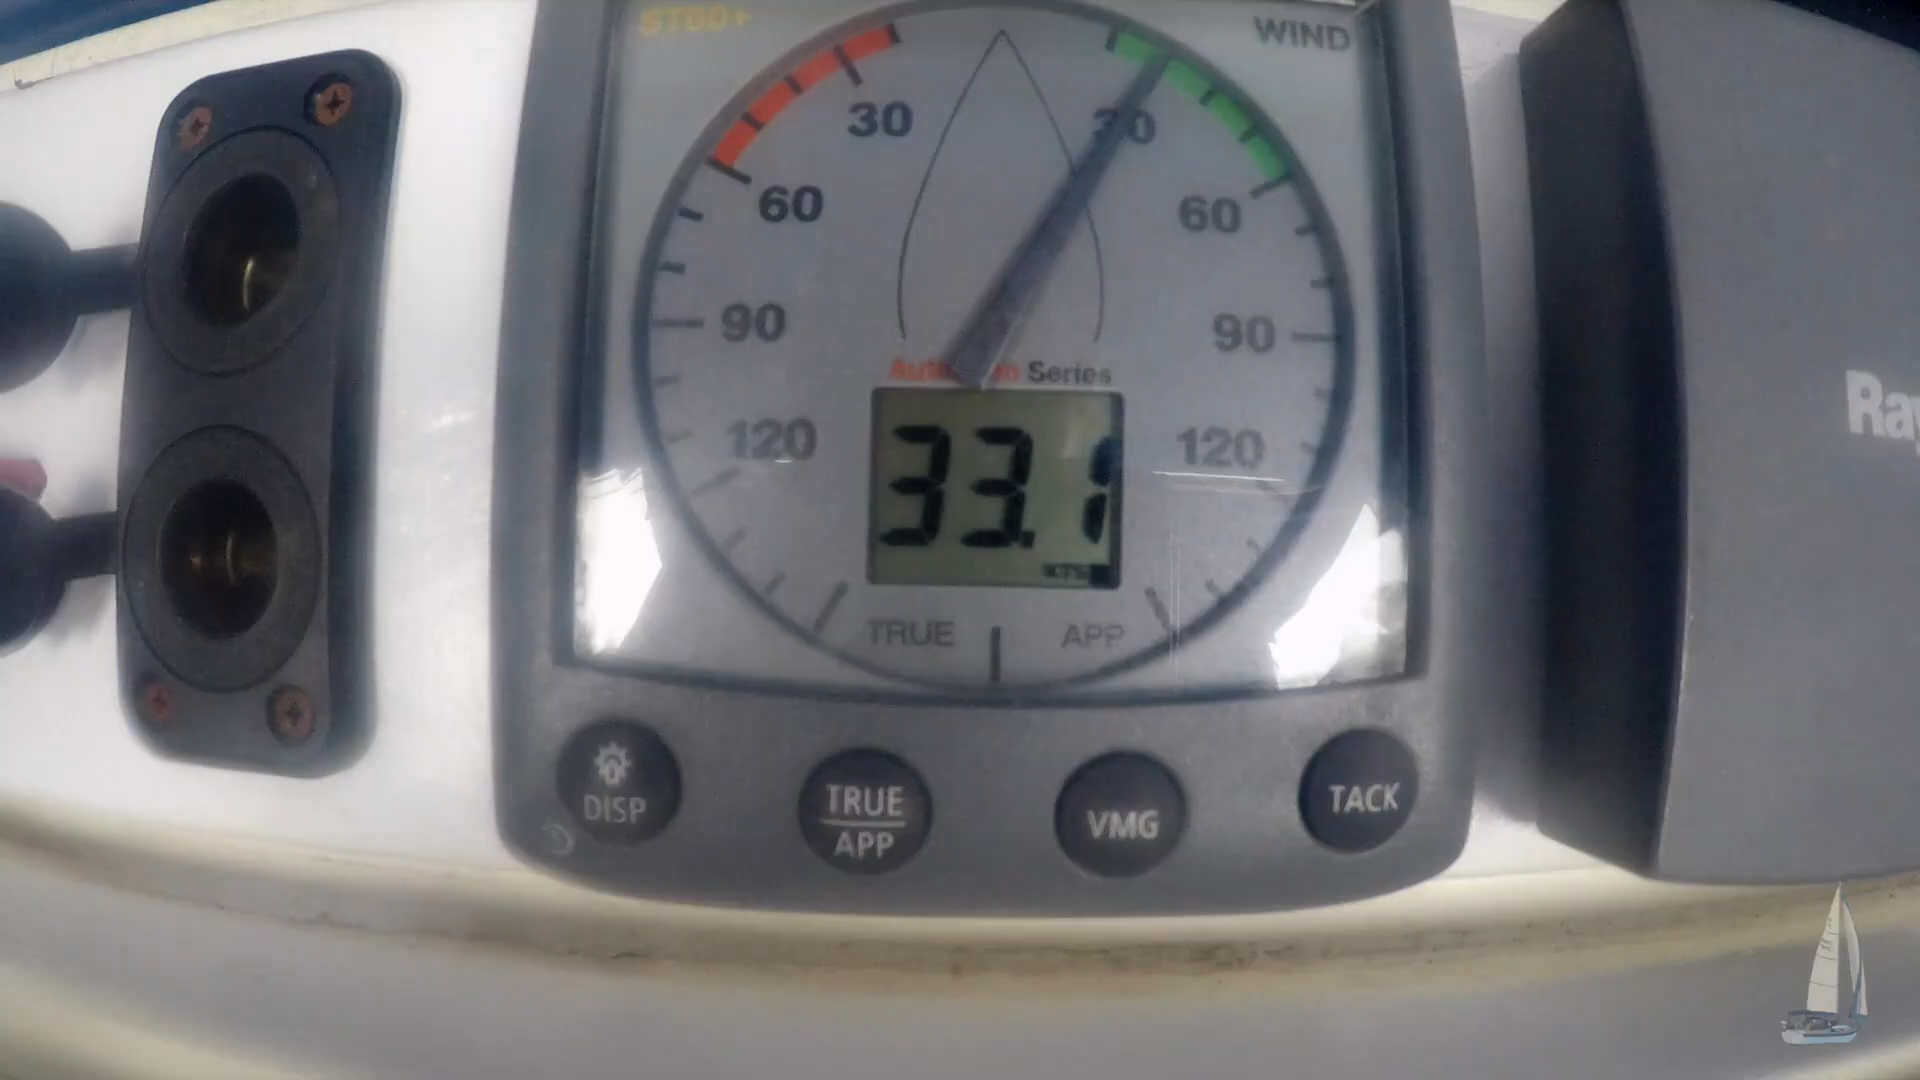 ST60+
WIND
30
30
60
60
90
90
Series
120
120
33.1
KTS
TRUE
APP
DISP
TRUE
APP
VMG
TACK